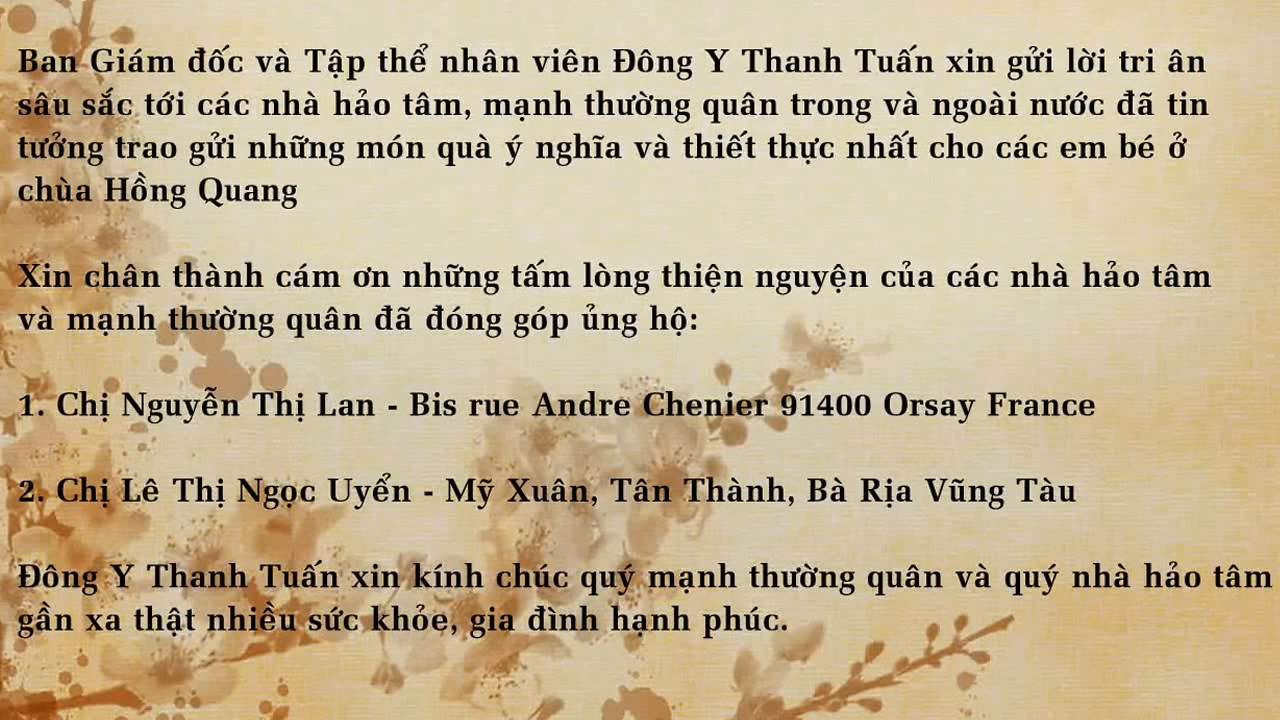 Ban Giám đốc và Tập thể nhân viên Đông Y Thanh Tuấn xin gửi lời tri ân
sâu sắc tới các nhà hảo tâm, mạnh thường quân trong và ngoài nước đã tin
tưởng trao gửi những món quà ý nghĩa và thiết thực nhất cho các em bé ở
chùa Hồng Quang
Xin chân thành cám ơn những tấm lòng thiện nguyện của các nhà hảo tâm
và mạnh thường quân đã đóng góp ủng hộ:
1. Chị Nguyễn Thị Lan - Bis rue Andre Chenier 91400 Orsay France
2. Chị Lê Thị Ngọc Uyển - Mỹ Xuân, Tân Thành, Bà Rịa Vũng Tàu
Đông Y Thanh Tuấn xin kính chúc quý mạnh thường quân và quý nhà hảo tâm
gần xa thật nhiều sức khỏe, gia đình hạnh phúc.